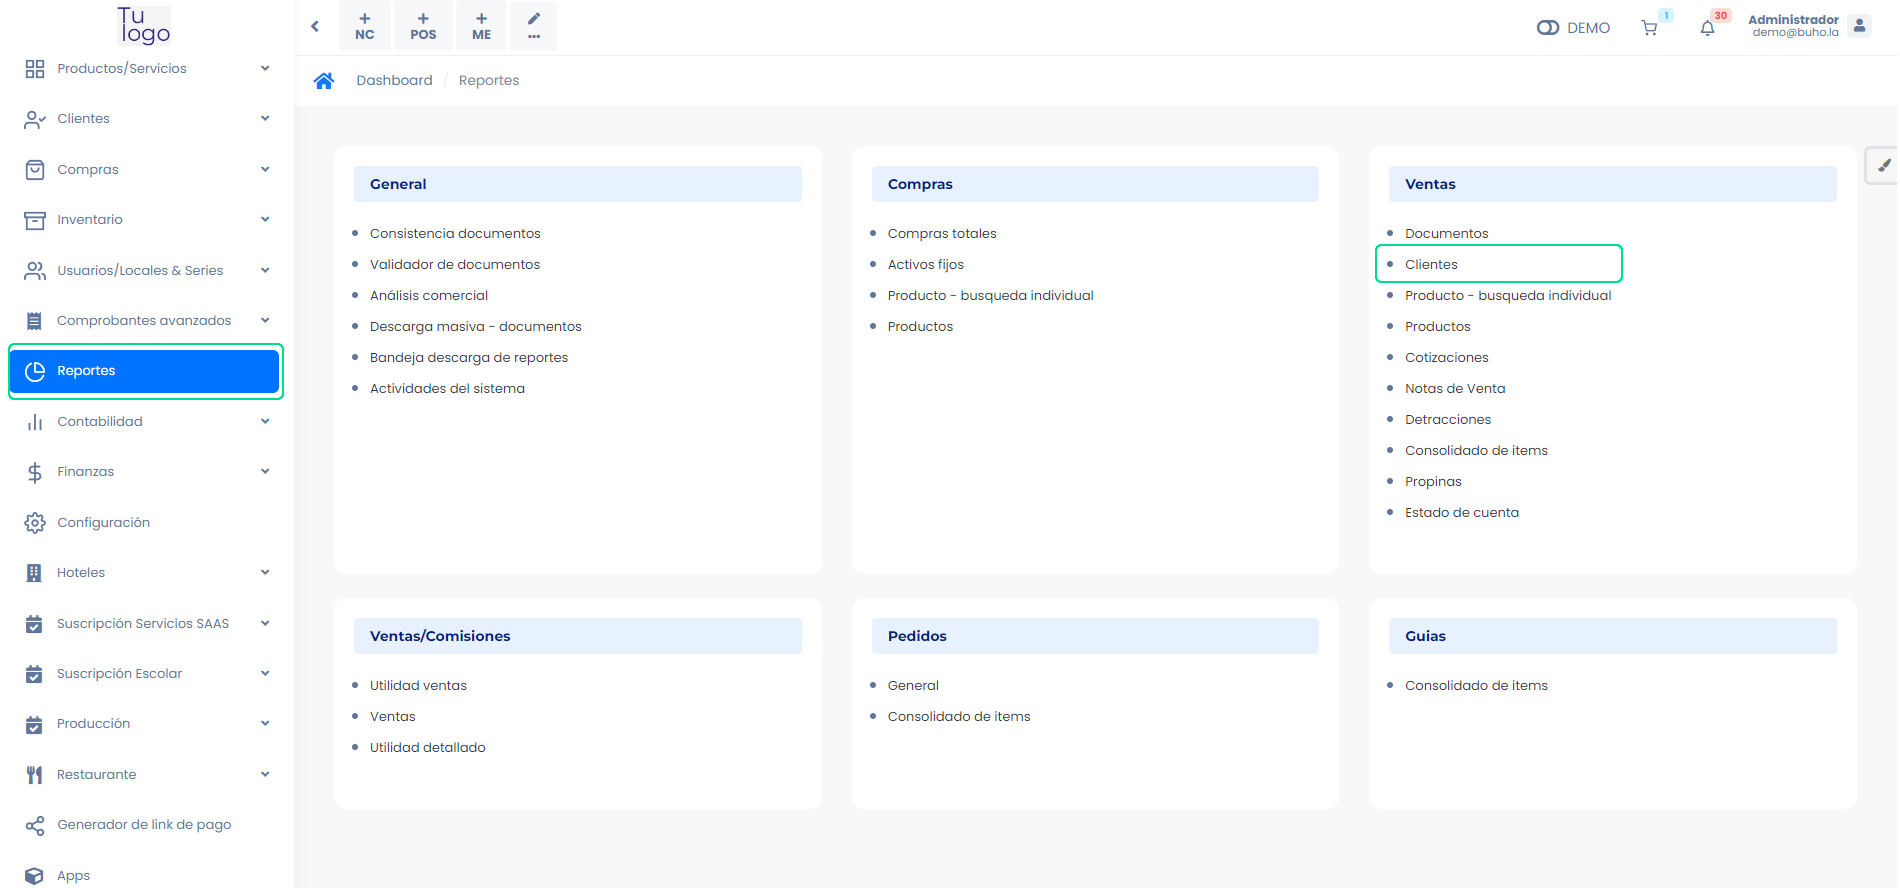 Tu
logo
Productos/Servicios
Clientes
Compras
Inventario
Usuarios/Locales & Series
Comprobantes avanzados
Reportes
Contabilidad
Finanzas
Configuración
Hoteles
Suscripción Servicios SAAS
Suscripción Escolar
Producción
Restaurante
Generador de link de pago
Apps
+ + +
NC POS ME ...
DEMO 1 30 Administrador
demo@buho.la
Dashboard / Reportes
General
Consistencia documentos
Validador de documentos
Análisis comercial
Descarga masiva - documentos
Bandeja descarga de reportes
Actividades del sistema
Compras
Compras totales
Activos fijos
Producto - busqueda individual
Productos
Ventas
Documentos
Clientes
Producto - busqueda individual
Productos
Cotizaciones
Notas de Venta
Detracciones
Consolidado de items
Propinas
Estado de cuenta
Ventas/Comisiones
Utilidad ventas
Ventas
Utilidad detallado
Pedidos
General
Consolidado de items
Guias
Consolidado de items